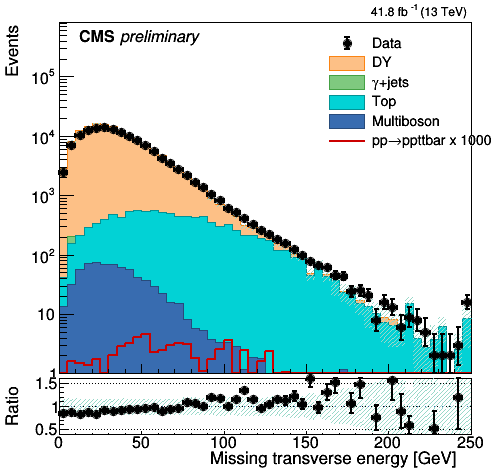 41.8 fb⁻¹ (13 TeV)
CMS preliminary
Events
Data
DY
γ+jets
Top
Multiboson
pp→ppttbar x 1000
10⁵
10⁴
10³
10²
10
1
Ratio
1.5
1
0.5
0 50 100 150 200 250
Missing transverse energy [GeV]